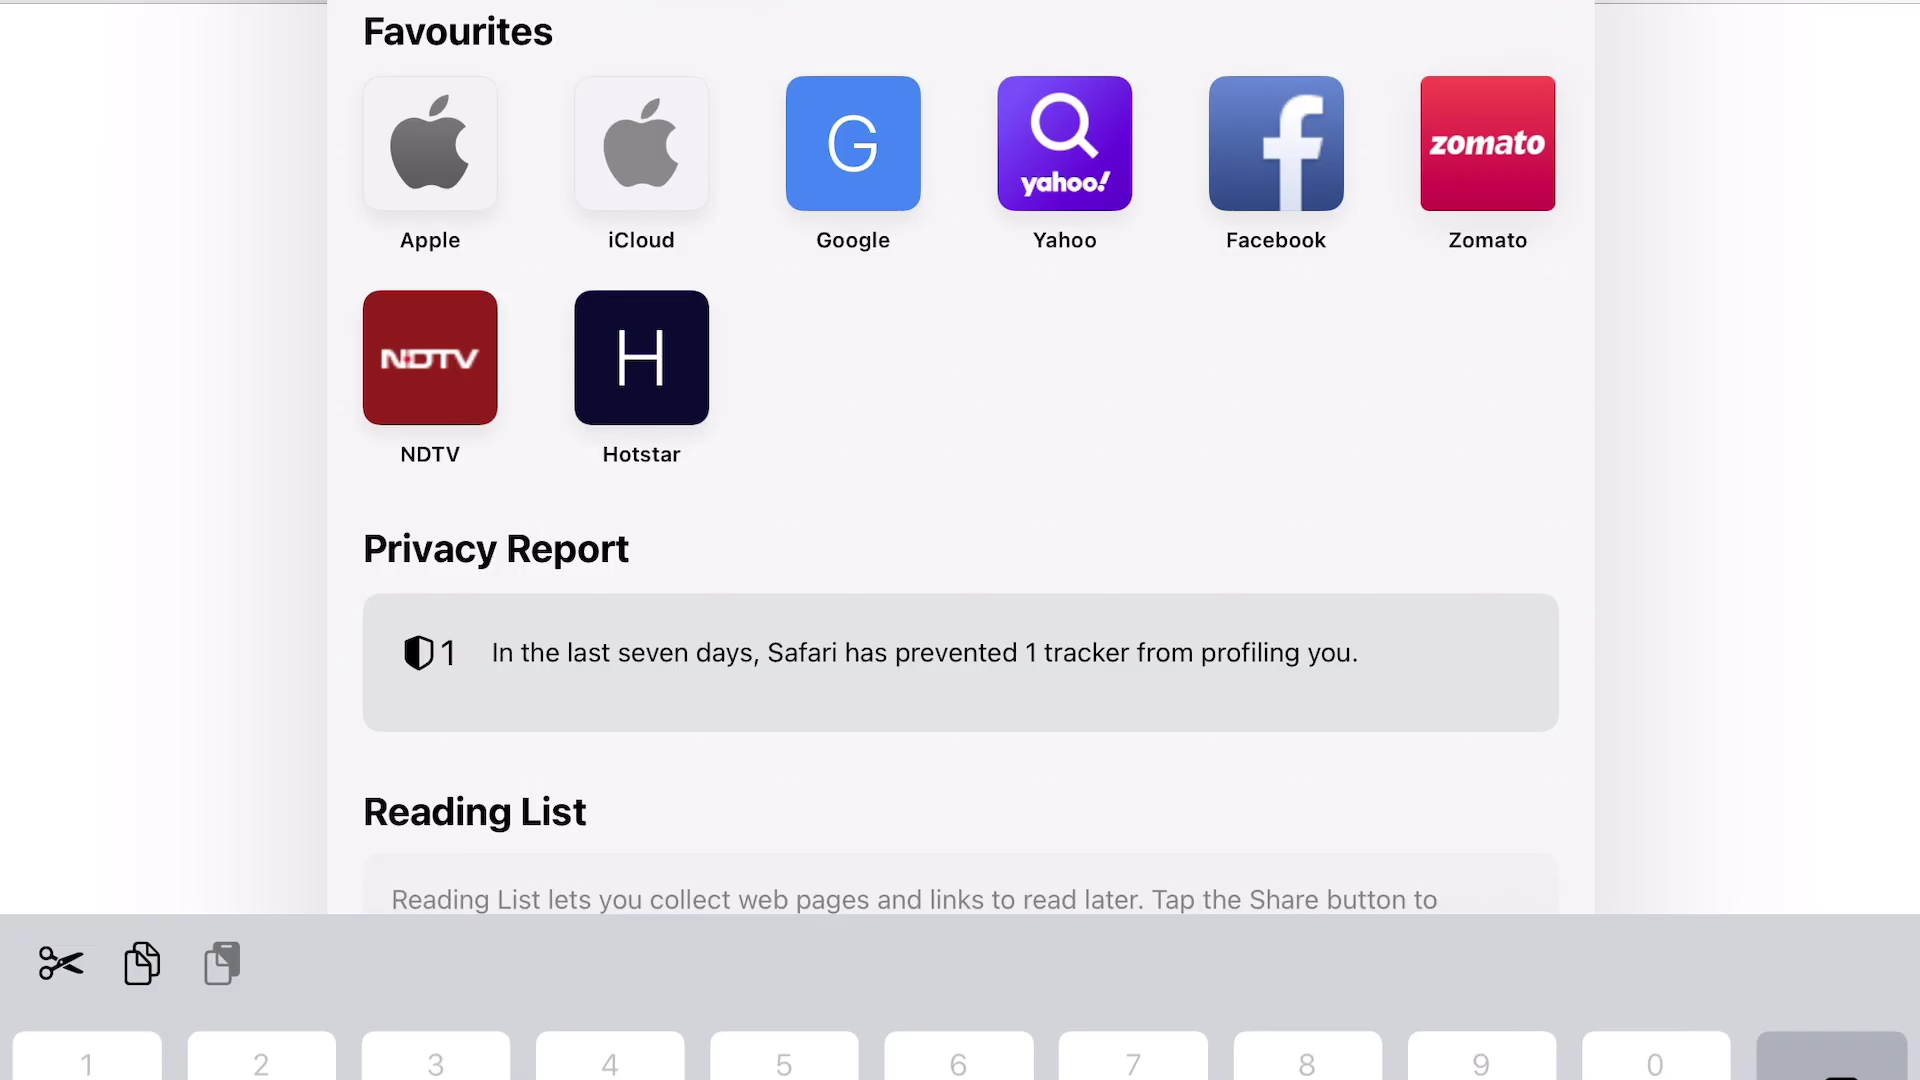 Favourites
G
yahoo!
zomato
Apple
iCloud
Google
Yahoo
Facebook
Zomato
NDTV
H
NDTV
Hotstar
Privacy Report
1 In the last seven days, Safari has prevented 1 tracker from profiling you.
Reading List
Reading List lets you collect web pages and links to read later. Tap the Share button to
1 2 3 4 5 6 7 8 9 0